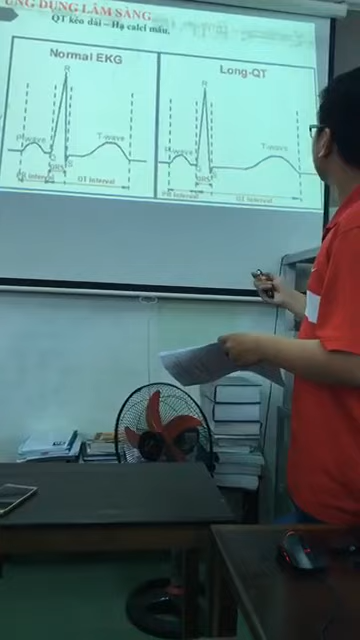 ỨNG DỤNG LÂM SÀNG
QT kéo dài – Hạ calci máu.
Normal EKG
Long-QT
R
R
P-wave
T-wave
T-wave
PR Interval
QT Interval
PR Interval
QT Interval